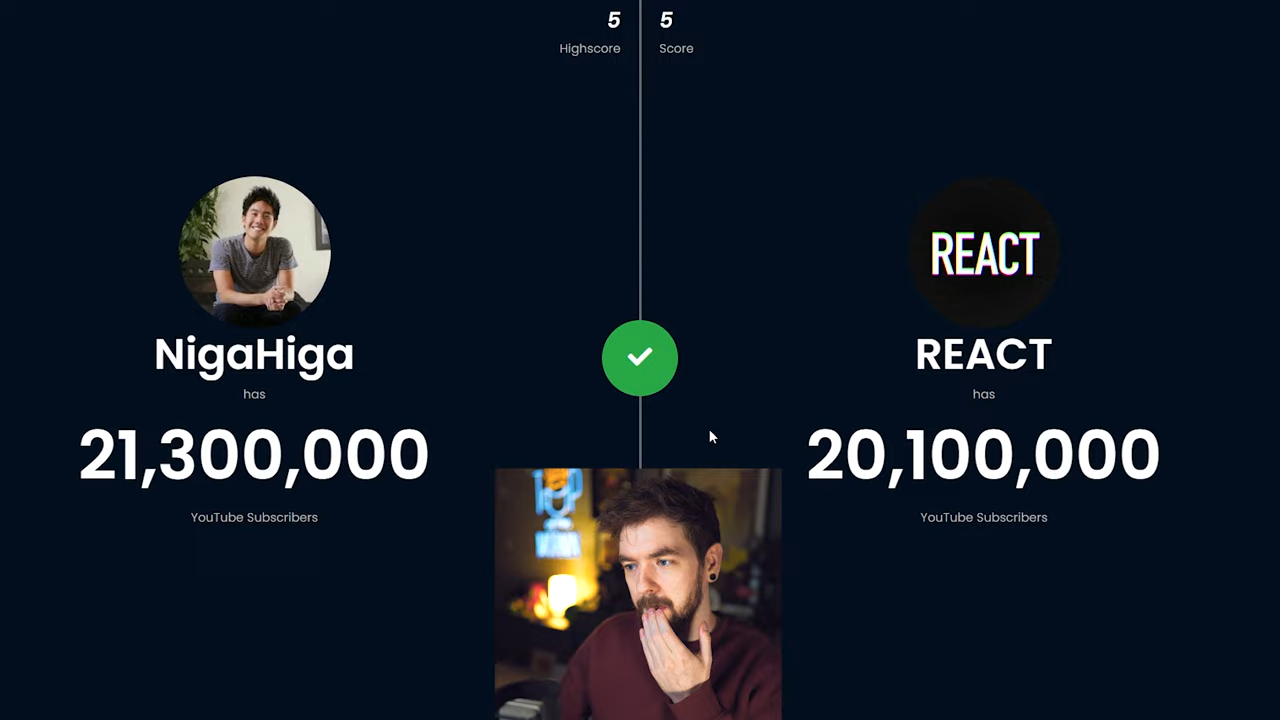 5
Highscore
5
Score
REACT
NigaHiga
has
21,300,000
YouTube Subscribers
REACT
has
20,100,000
YouTube Subscribers
TOP